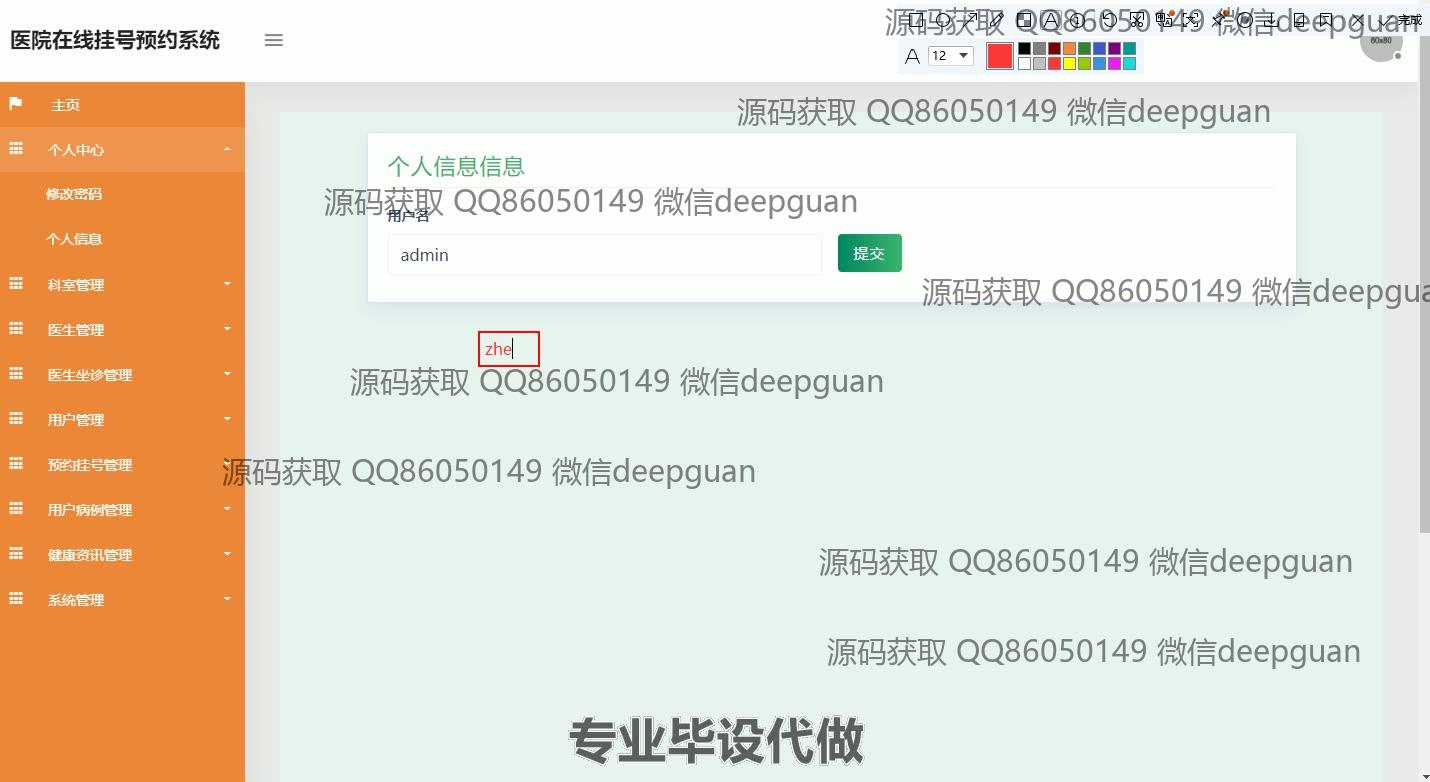 医院在线挂号预约系统
源码获取 QQ86050149 微信deepguan
完成
12
60x60
主页
个人中心
修改密码
个人信息
科室管理
医生管理
医生坐诊管理
用户管理
预约挂号管理
用户病例管理
健康资讯管理
系统管理
源码获取 QQ86050149 微信deepguan
个人信息信息
源码获取 QQ86050149 微信deepguan
用户名
admin
提交
源码获取 QQ86050149 微信deepgua
zhe
源码获取 QQ86050149 微信deepguan
源码获取 QQ86050149 微信deepguan
源码获取 QQ86050149 微信deepguan
源码获取 QQ86050149 微信deepguan
专业毕设代做